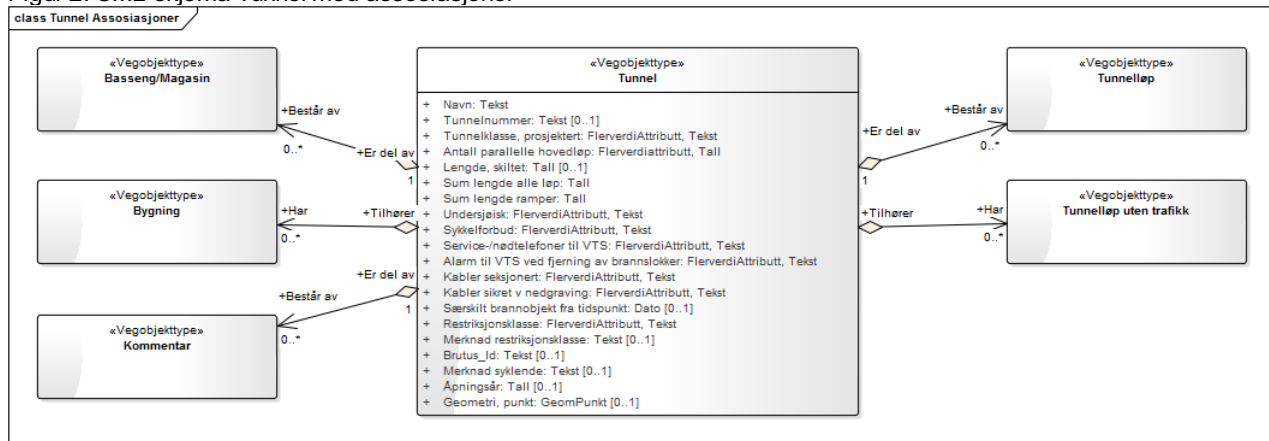 Figur 2: UML-skjema Tunnel med assosiasjoner
class Tunnel Assosiasjoner
«Vegobjekttype»
Basseng/Magasin
+Består av
0..*
+Er del av
1
«Vegobjekttype»
Bygning
+Har
0..*
+Tilhører
«Vegobjekttype»
Kommentar
+Består av
0..*
+Er del av
1
«Vegobjekttype»
Tunnel
+ Navn: Tekst
+ Tunnelnummer: Tekst [0..1]
+ Tunnelklasse, prosjektert: FlerverdiAttributt, Tekst
+ Antall parallelle hovedløp: Flerverdiattributt, Tall
+ Lengde, skiltet: Tall [0..1]
+ Sum lengde alle løp: Tall
+ Sum lengde ramper: Tall
+ Undersjøisk: FlerverdiAttributt, Tekst
+ Sykkelforbud: FlerverdiAttributt, Tekst
+ Service-/nødtelefoner til VTS: FlerverdiAttributt, Tekst
+ Alarm til VTS ved fjerning av brannslokker: FlerverdiAttributt, Tekst
+ Kabler seksjonert: FlerverdiAttributt, Tekst
+ Kabler sikret v nedgraving: FlerverdiAttributt, Tekst
+ Særskilt brannobjekt fra tidspunkt: Dato [0..1]
+ Restriksjonsklasse: FlerverdiAttributt, Tekst
+ Merknad restriksjonsklasse: Tekst [0..1]
+ Brutus_Id: Tekst [0..1]
+ Merknad syklende: Tekst [0..1]
+ Åpningsår: Tall [0..1]
+ Geometri, punkt: GeomPunkt [0..1]
+Er del av
1
+Består av
0..*
«Vegobjekttype»
Tunnelløp
+Tilhører
+Har
0..*
«Vegobjekttype»
Tunnelløp uten trafikk